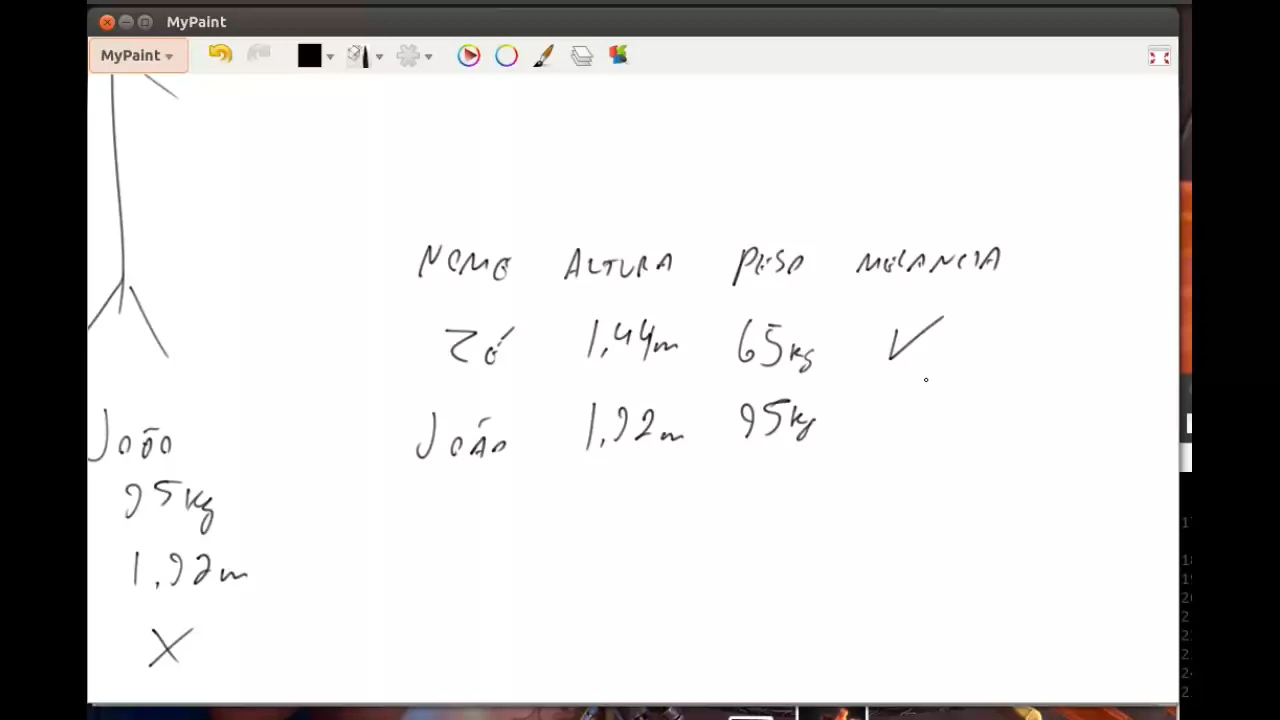 MyPaint
MyPaint
NOME ALTURA PESO MELANCIA
ZÉ 1,44m 65kg ✓
JOÃO 1,92m 95kg
JOÃO
95kg
1,92m
X